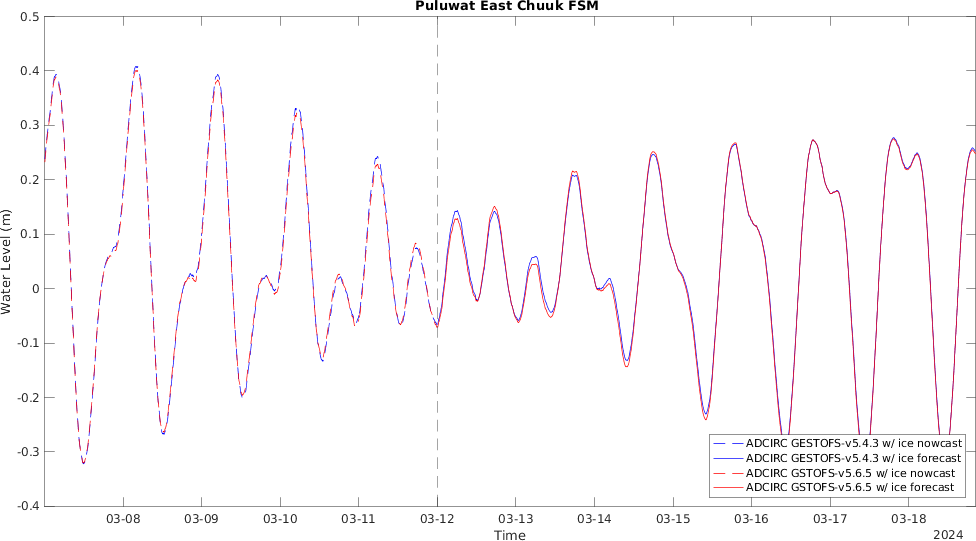 Puluwat East Chuuk FSM
0.5
0.4
0.3
0.2
0.1
0
-0.1
-0.2
-0.3
-0.4
Water Level (m)
ADCIRC GESTOFS-v5.4.3 w/ ice nowcast
ADCIRC GESTOFS-v5.4.3 w/ ice forecast
ADCIRC GSTOFS-v5.6.5 w/ ice nowcast
ADCIRC GSTOFS-v5.6.5 w/ ice forecast
03-08 03-09 03-10 03-11 03-12 03-13 03-14 03-15 03-16 03-17 03-18
Time
2024